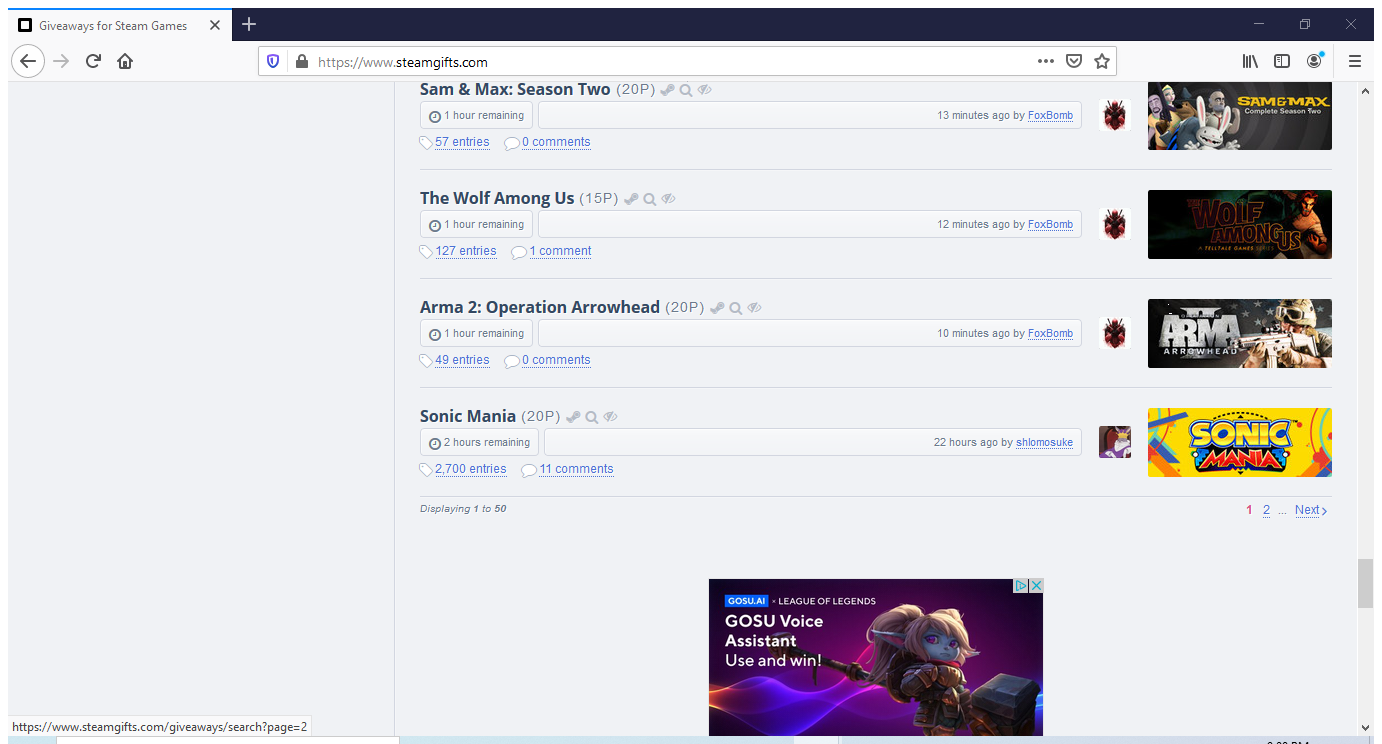 Giveaways for Steam Games
https://www.steamgifts.com
Sam & Max: Season Two (20P)
1 hour remaining
13 minutes ago by FoxBomb
57 entries 0 comments
SAM&MAX
Complete Season Two
The Wolf Among Us (15P)
1 hour remaining
12 minutes ago by FoxBomb
127 entries 1 comment
THE WOLF AMONG US
A TELLTALE GAMES SERIES
Arma 2: Operation Arrowhead (20P)
1 hour remaining
10 minutes ago by FoxBomb
49 entries 0 comments
ARMA
ARROWHEAD
Sonic Mania (20P)
2 hours remaining
22 hours ago by shlomosuke
2,700 entries 11 comments
SONIC
MANIA
Displaying 1 to 50
1 2 ... Next
GOSU.AI × LEAGUE OF LEGENDS
GOSU Voice
Assistant
Use and win!
https://www.steamgifts.com/giveaways/search?page=2